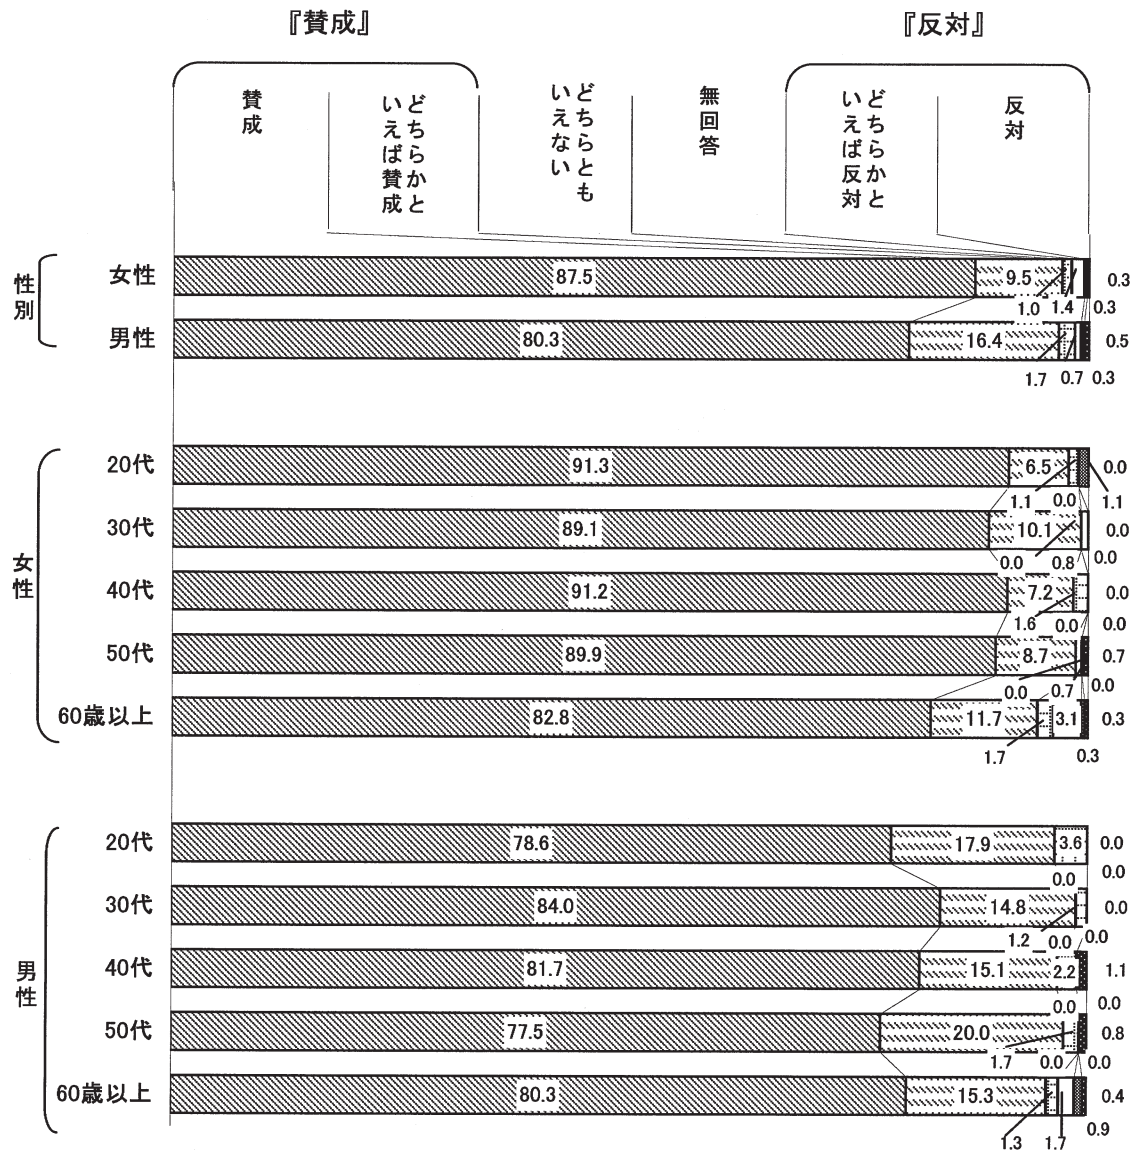 『賛成』
『反対』
賛成
どちらかと
いえば賛成
どちらとも
いえない
無回答
どちらかと
いえば反対
反対
性別
女性
87.5
9.5
0.3
1.0
1.4
0.3
男性
80.3
16.4
0.5
1.7
0.7
0.3
女性
20代
91.3
6.5
0.0
1.1
0.0
1.1
30代
89.1
10.1
0.0
0.0
0.8
0.0
40代
91.2
7.2
0.0
1.6
0.0
0.0
50代
89.9
8.7
0.7
0.0
0.7
0.0
60歳以上
82.8
11.7
3.1
0.3
1.7
0.3
男性
20代
78.6
17.9
3.6
0.0
0.0
0.0
30代
84.0
14.8
0.0
1.2
0.0
0.0
40代
81.7
15.1
2.2
1.1
0.0
0.0
50代
77.5
20.0
0.8
1.7
0.0
0.0
60歳以上
80.3
15.3
0.4
1.3
1.7
0.9